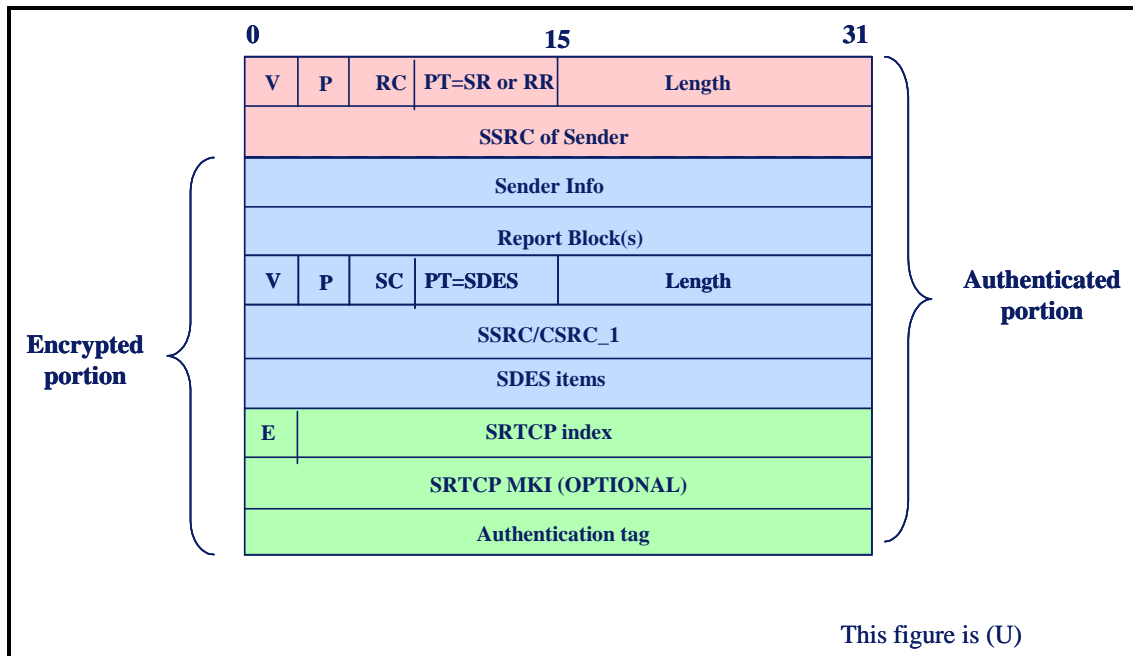 0 15 31
V P RC PT=SR or RR Length
SSRC of Sender
Sender Info
Report Block(s)
V P SC PT=SDES Length
SSRC/CSRC_1
SDES items
E SRTCP index
SRTCP MKI (OPTIONAL)
Authentication tag
Encrypted
portion
Authenticated
portion
This figure is (U)